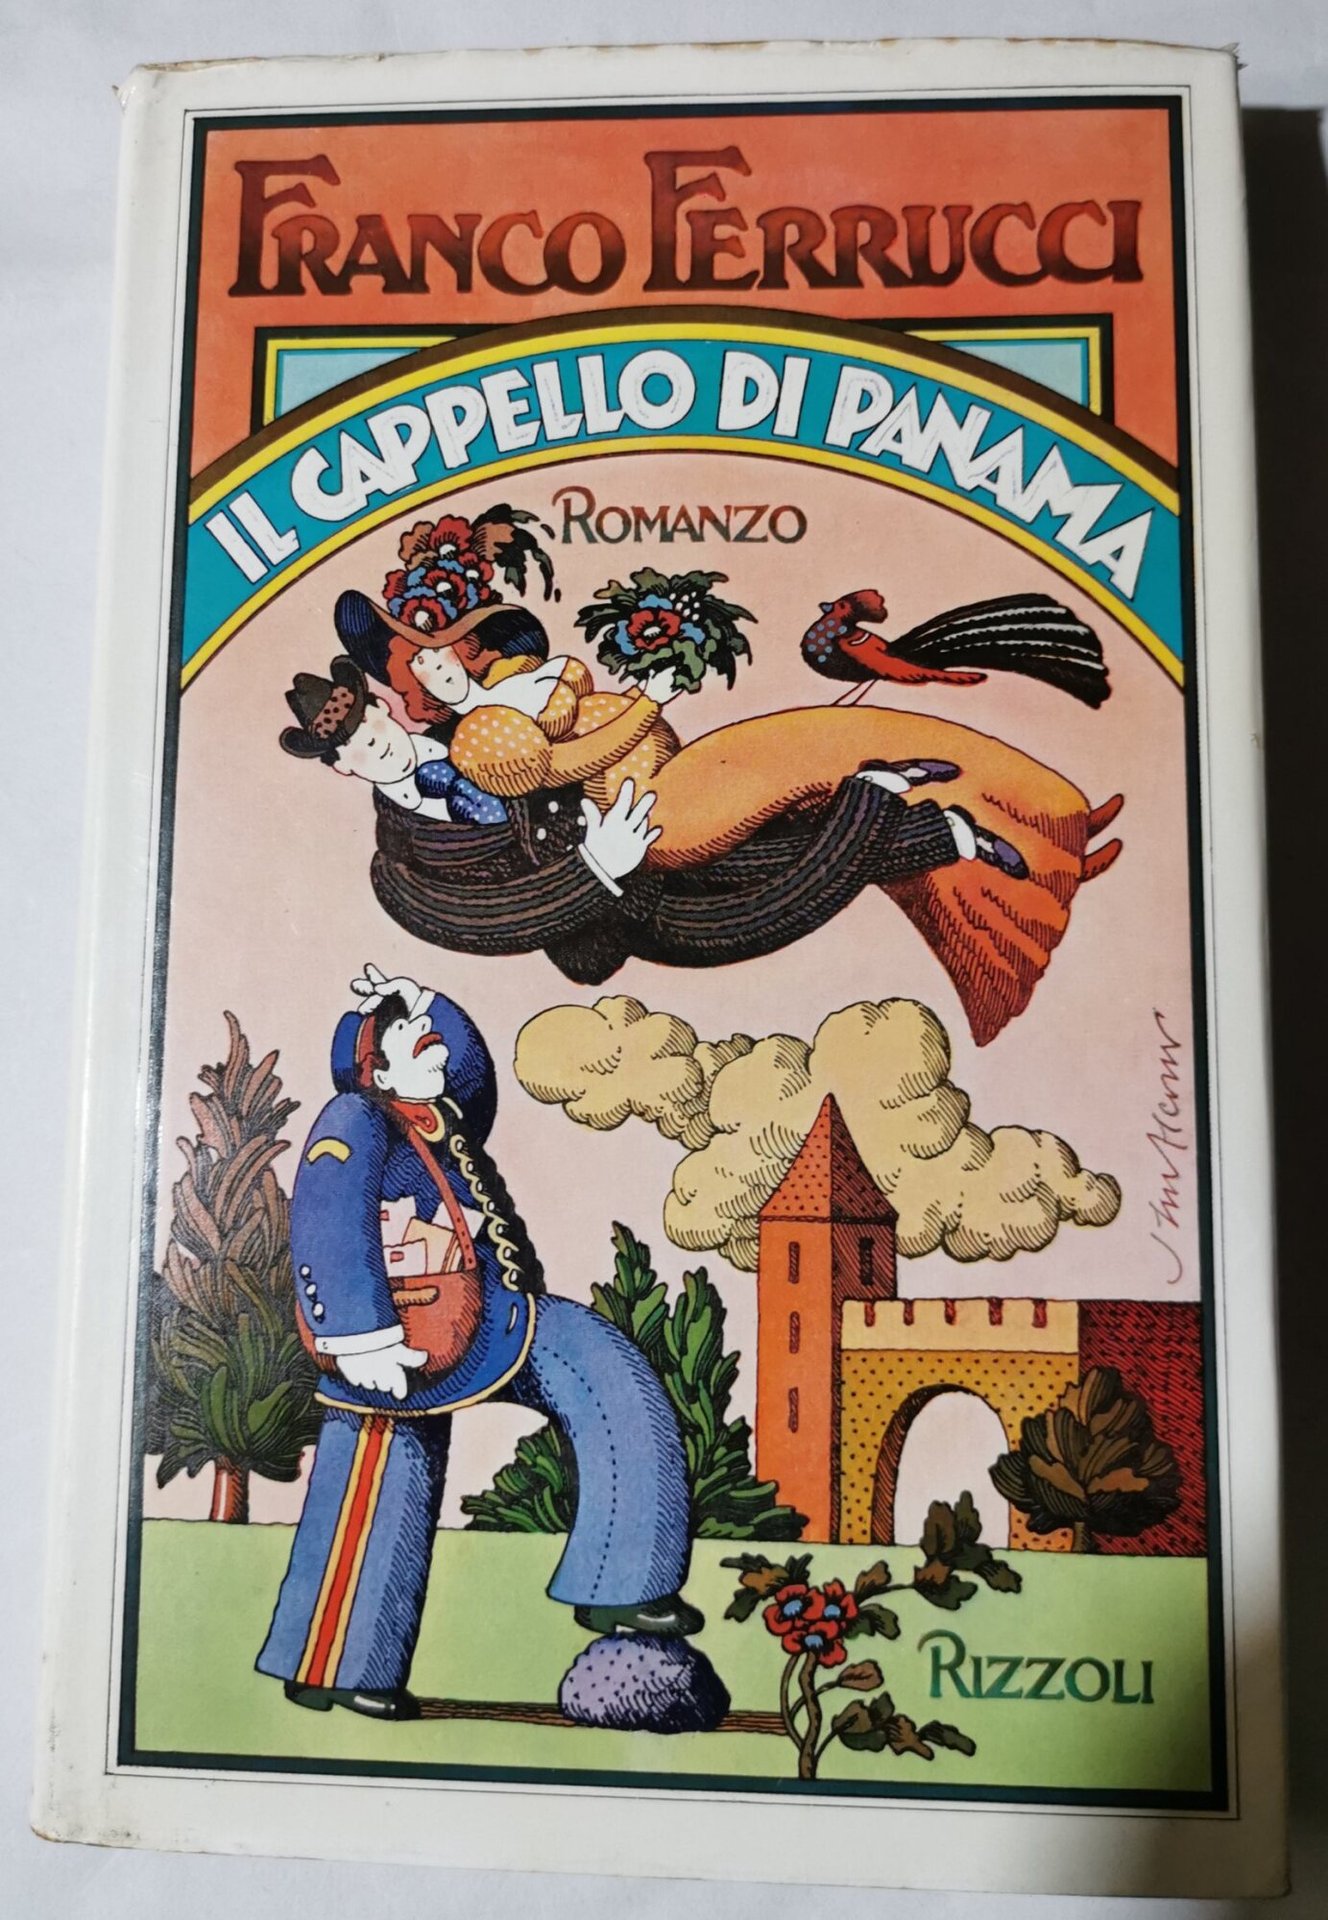 FRANCO FERRUCCI
IL CAPPELLO DI PANAMA
ROMANZO
RIZZOLI